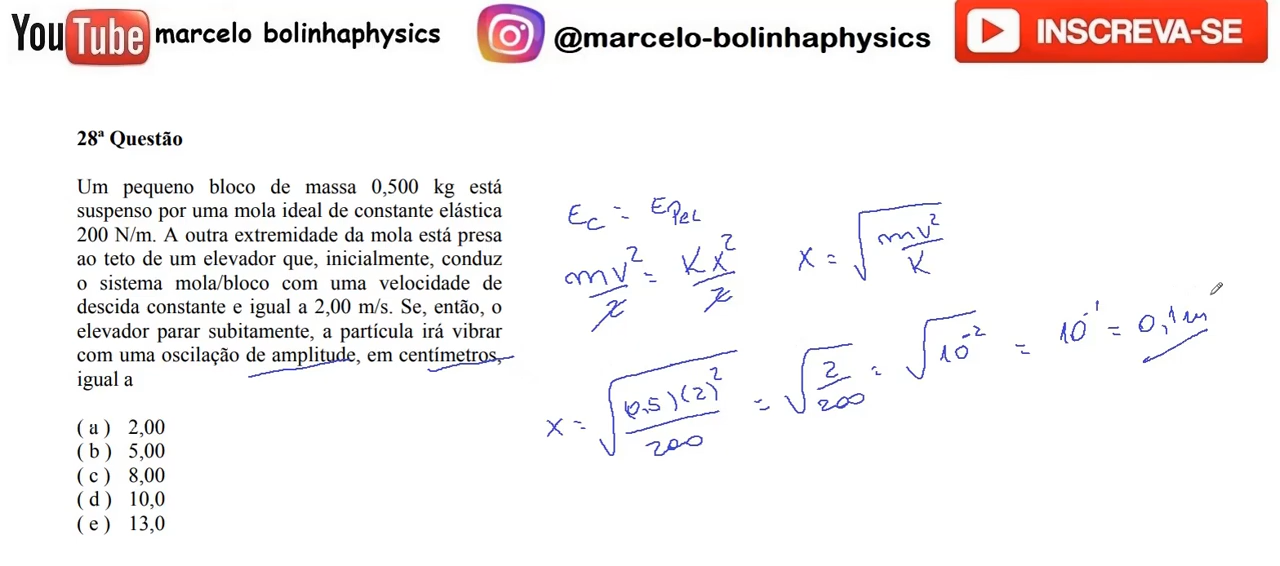 YouTube marcelo bolinhaphysics @marcelo-bolinhaphysics INSCREVA-SE
28ª Questão
Um pequeno bloco de massa 0,500 kg está
suspenso por uma mola ideal de constante elástica
200 N/m. A outra extremidade da mola está presa
ao teto de um elevador que, inicialmente, conduz
o sistema mola/bloco com uma velocidade de
descida constante e igual a 2,00 m/s. Se, então, o
elevador parar subitamente, a partícula irá vibrar
com uma oscilação de amplitude, em centímetros,
igual a
( a ) 2,00
( b ) 5,00
( c ) 8,00
( d ) 10,0
( e ) 13,0
Ec = EPeL
mv²/2 = Kx²/2
x = √(mv²/K)
x = √((0,5)(2)²/200) = √(2/200) = √(10⁻²) = 10⁻¹ = 0,1m